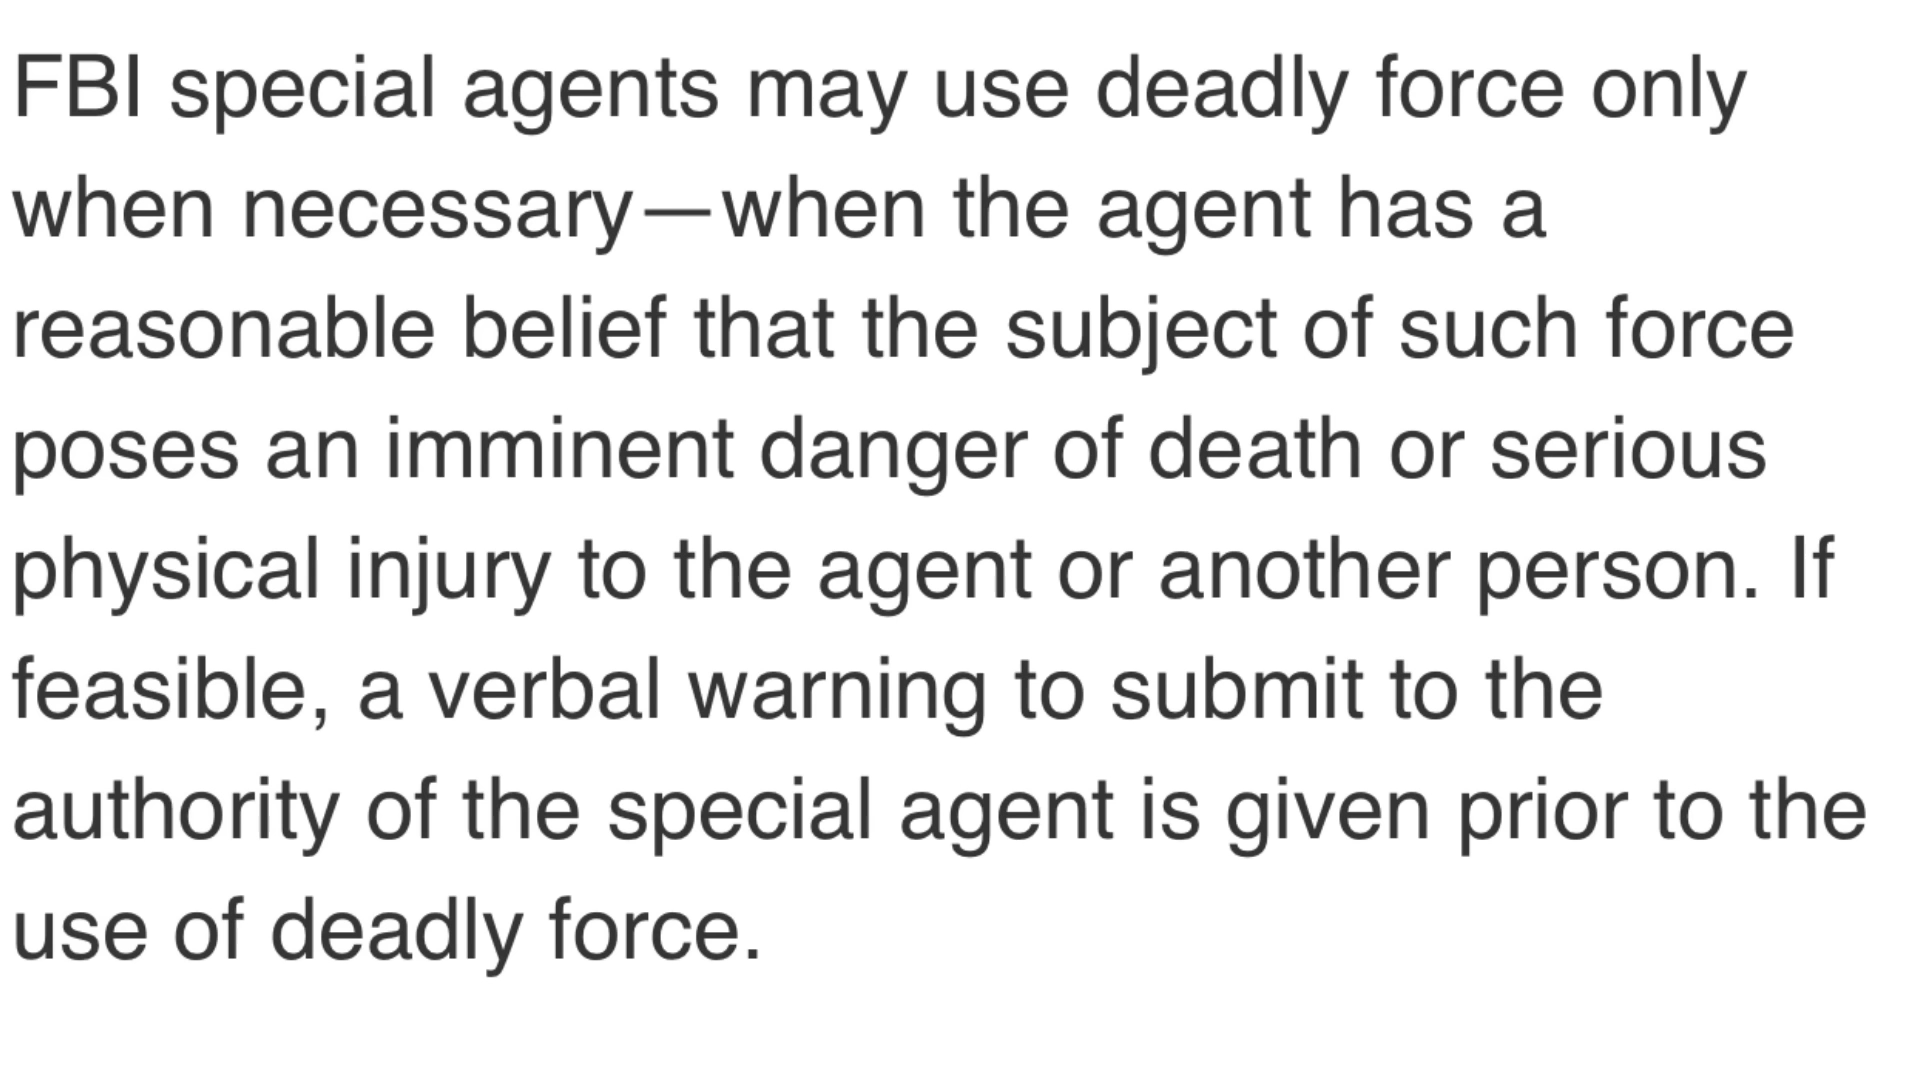 FBI special agents may use deadly force only
when necessary—when the agent has a
reasonable belief that the subject of such force
poses an imminent danger of death or serious
physical injury to the agent or another person. If
feasible, a verbal warning to submit to the
authority of the special agent is given prior to the
use of deadly force.